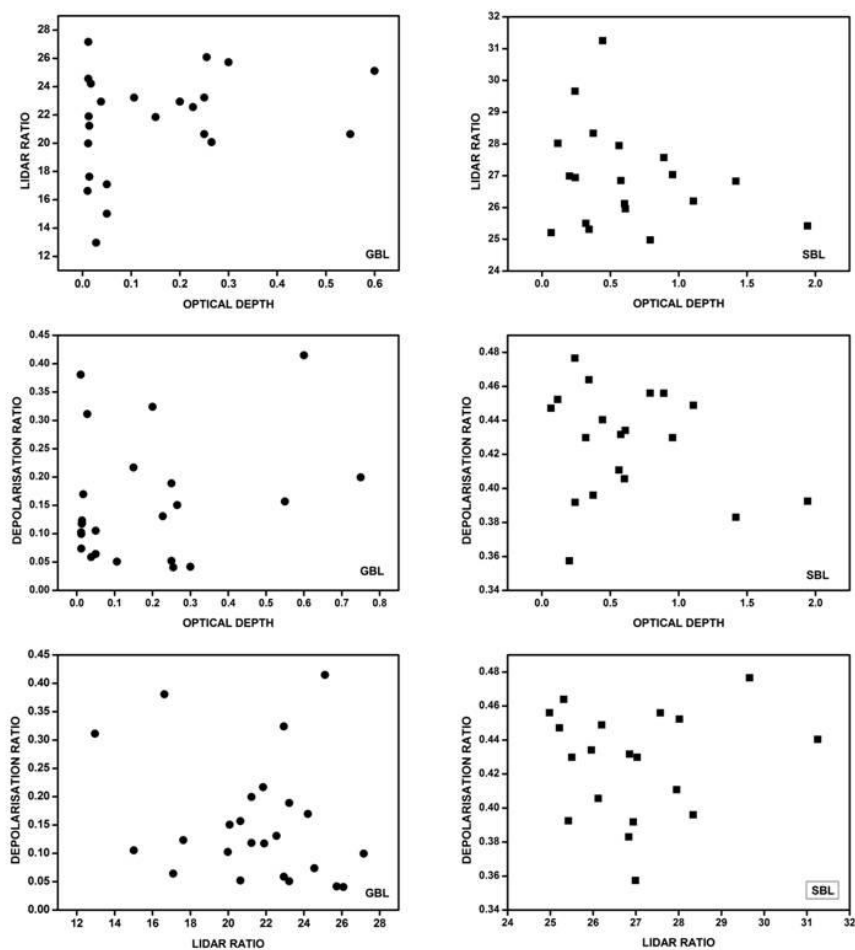 28
26
24
22
20
18
16
14
12
LIDAR RATIO
0.0 0.1 0.2 0.3 0.4 0.5 0.6
OPTICAL DEPTH
GBL
32
31
30
29
28
27
26
25
24
LIDAR RATIO
0.0 0.5 1.0 1.5 2.0
OPTICAL DEPTH
SBL
0.45
0.40
0.35
0.30
0.25
0.20
0.15
0.10
0.05
0.00
DEPOLARISATION RATIO
0.0 0.1 0.2 0.3 0.4 0.5 0.6 0.7 0.8
OPTICAL DEPTH
GBL
0.48
0.46
0.44
0.42
0.40
0.38
0.36
0.34
DEPOLARISATION RATIO
0.0 0.5 1.0 1.5 2.0
OPTICAL DEPTH
SBL
0.45
0.40
0.35
0.30
0.25
0.20
0.15
0.10
0.05
0.00
DEPOLARISATION RATIO
12 14 16 18 20 22 24 26 28
LIDAR RATIO
GBL
0.48
0.46
0.44
0.42
0.40
0.38
0.36
0.34
DEPOLARISATION RATIO
24 25 26 27 28 29 30 31 32
LIDAR RATIO
SBL